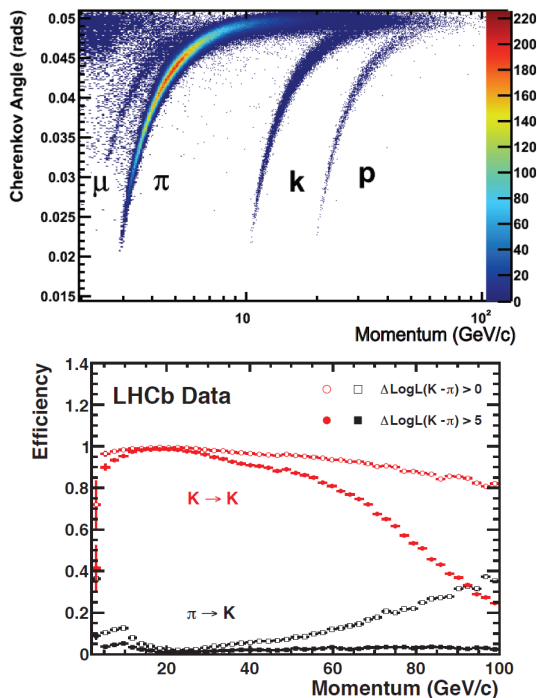 Cherenkov Angle (rads)
0.05
0.045
0.04
0.035
0.03
0.025
0.02
0.015
μ
π
k
p
10
10²
Momentum (GeV/c)
220
200
180
160
140
120
100
80
60
40
20
0
Efficiency
1.4
1.2
1
0.8
0.6
0.4
0.2
0
LHCb Data
ΔLogL(K - π) > 0
ΔLogL(K - π) > 5
K → K
π → K
20
40
60
80
100
Momentum (GeV/c)